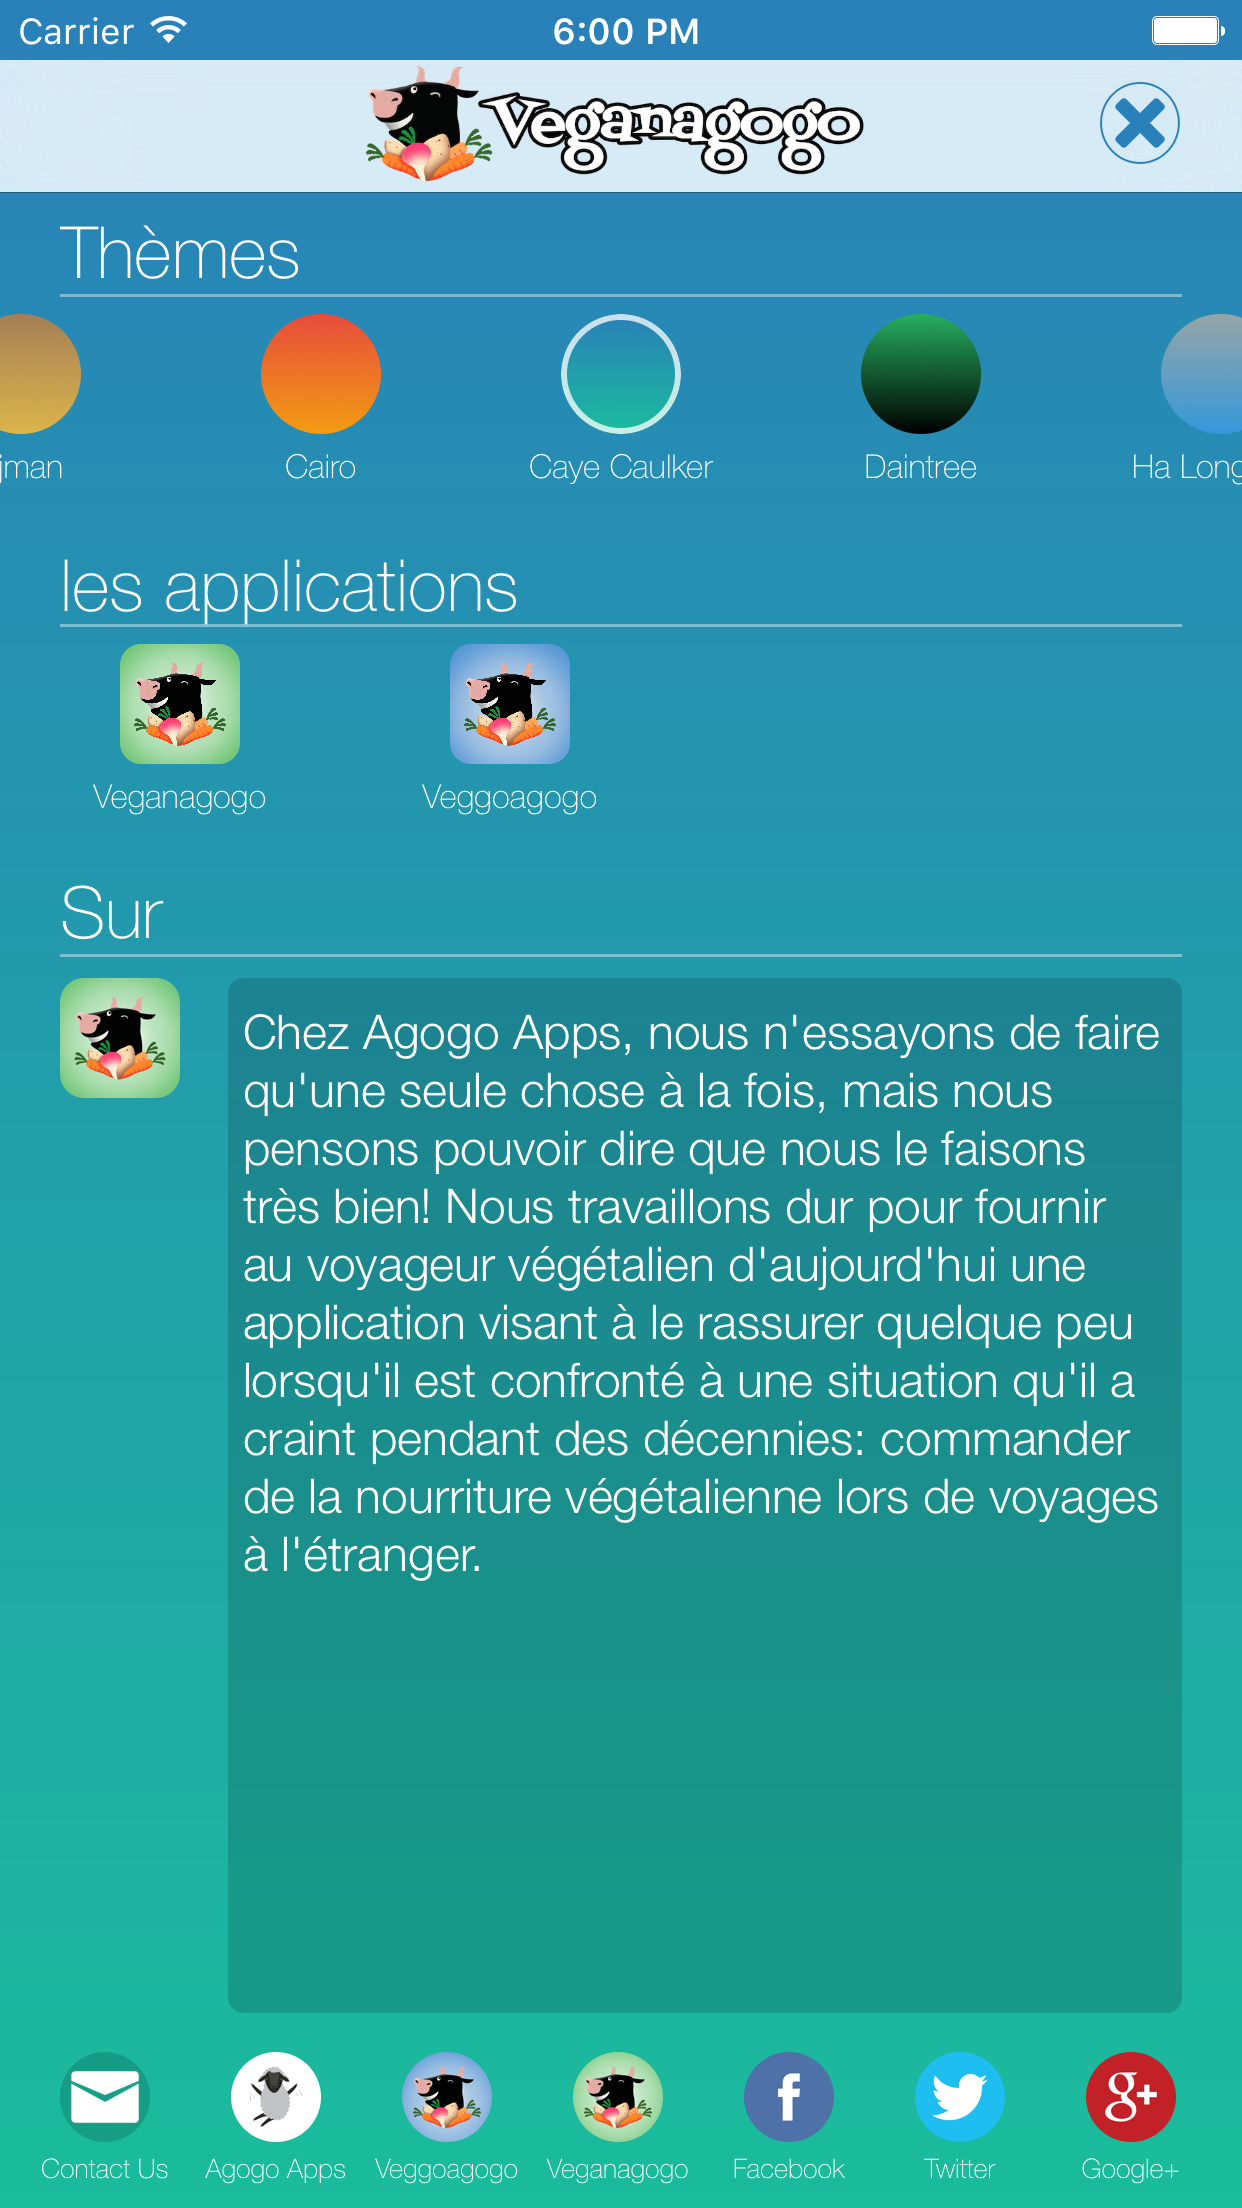 Carrier 6:00 PM
Veganagogo
Thèmes
jman Cairo Caye Caulker Daintree Ha Long
les applications
Veganagogo Veggoagogo
Sur
Chez Agogo Apps, nous n'essayons de faire
qu'une seule chose à la fois, mais nous
pensons pouvoir dire que nous le faisons
très bien! Nous travaillons dur pour fournir
au voyageur végétalien d'aujourd'hui une
application visant à le rassurer quelque peu
lorsqu'il est confronté à une situation qu'il a
craint pendant des décennies: commander
de la nourriture végétalienne lors de voyages
à l'étranger.
f g+
Contact Us Agogo Apps Veggoagogo Veganagogo Facebook Twitter Google+